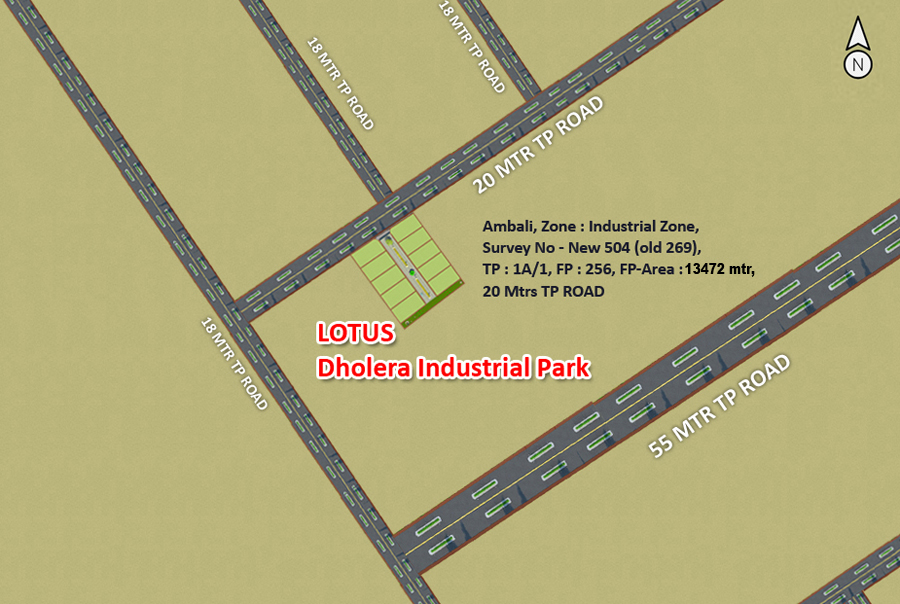 18 MTR TP ROAD
18 MTR TP ROAD
N
20 MTR TP ROAD
Ambali, Zone : Industrial Zone,
Survey No - New 504 (old 269),
TP : 1A/1, FP : 256, FP-Area :13472 mtr,
20 Mtrs TP ROAD
18 MTR TP ROAD
LOTUS
Dholera Industrial Park
55 MTR TP ROAD